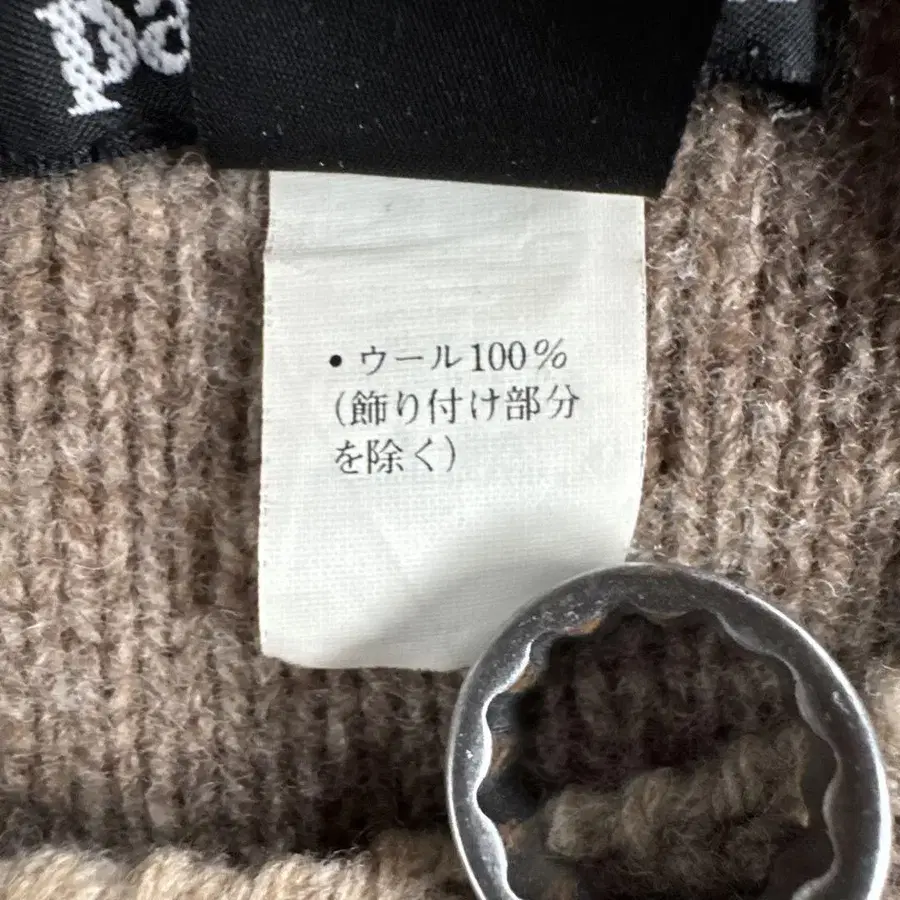 • ウール100%
(飾り付け部分
を除く)